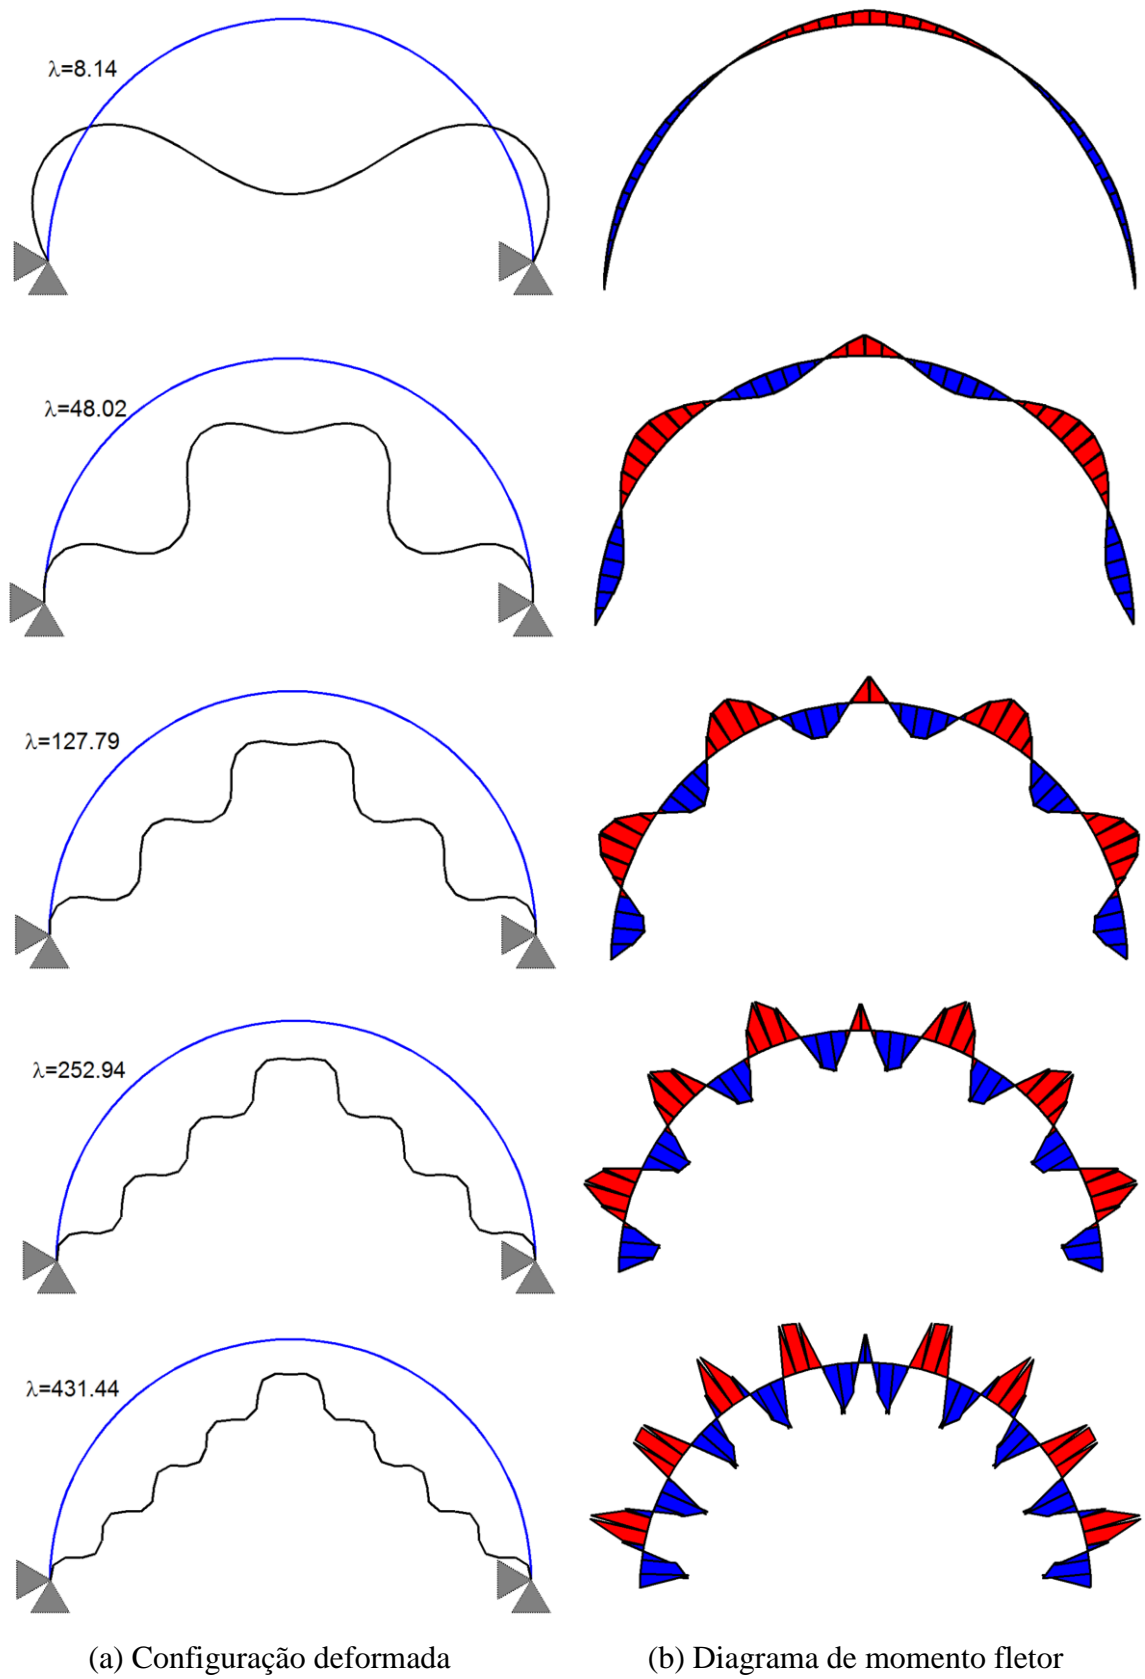 λ=8.14
λ=48.02
λ=127.79
λ=252.94
λ=431.44
(a) Configuração deformada
(b) Diagrama de momento fletor